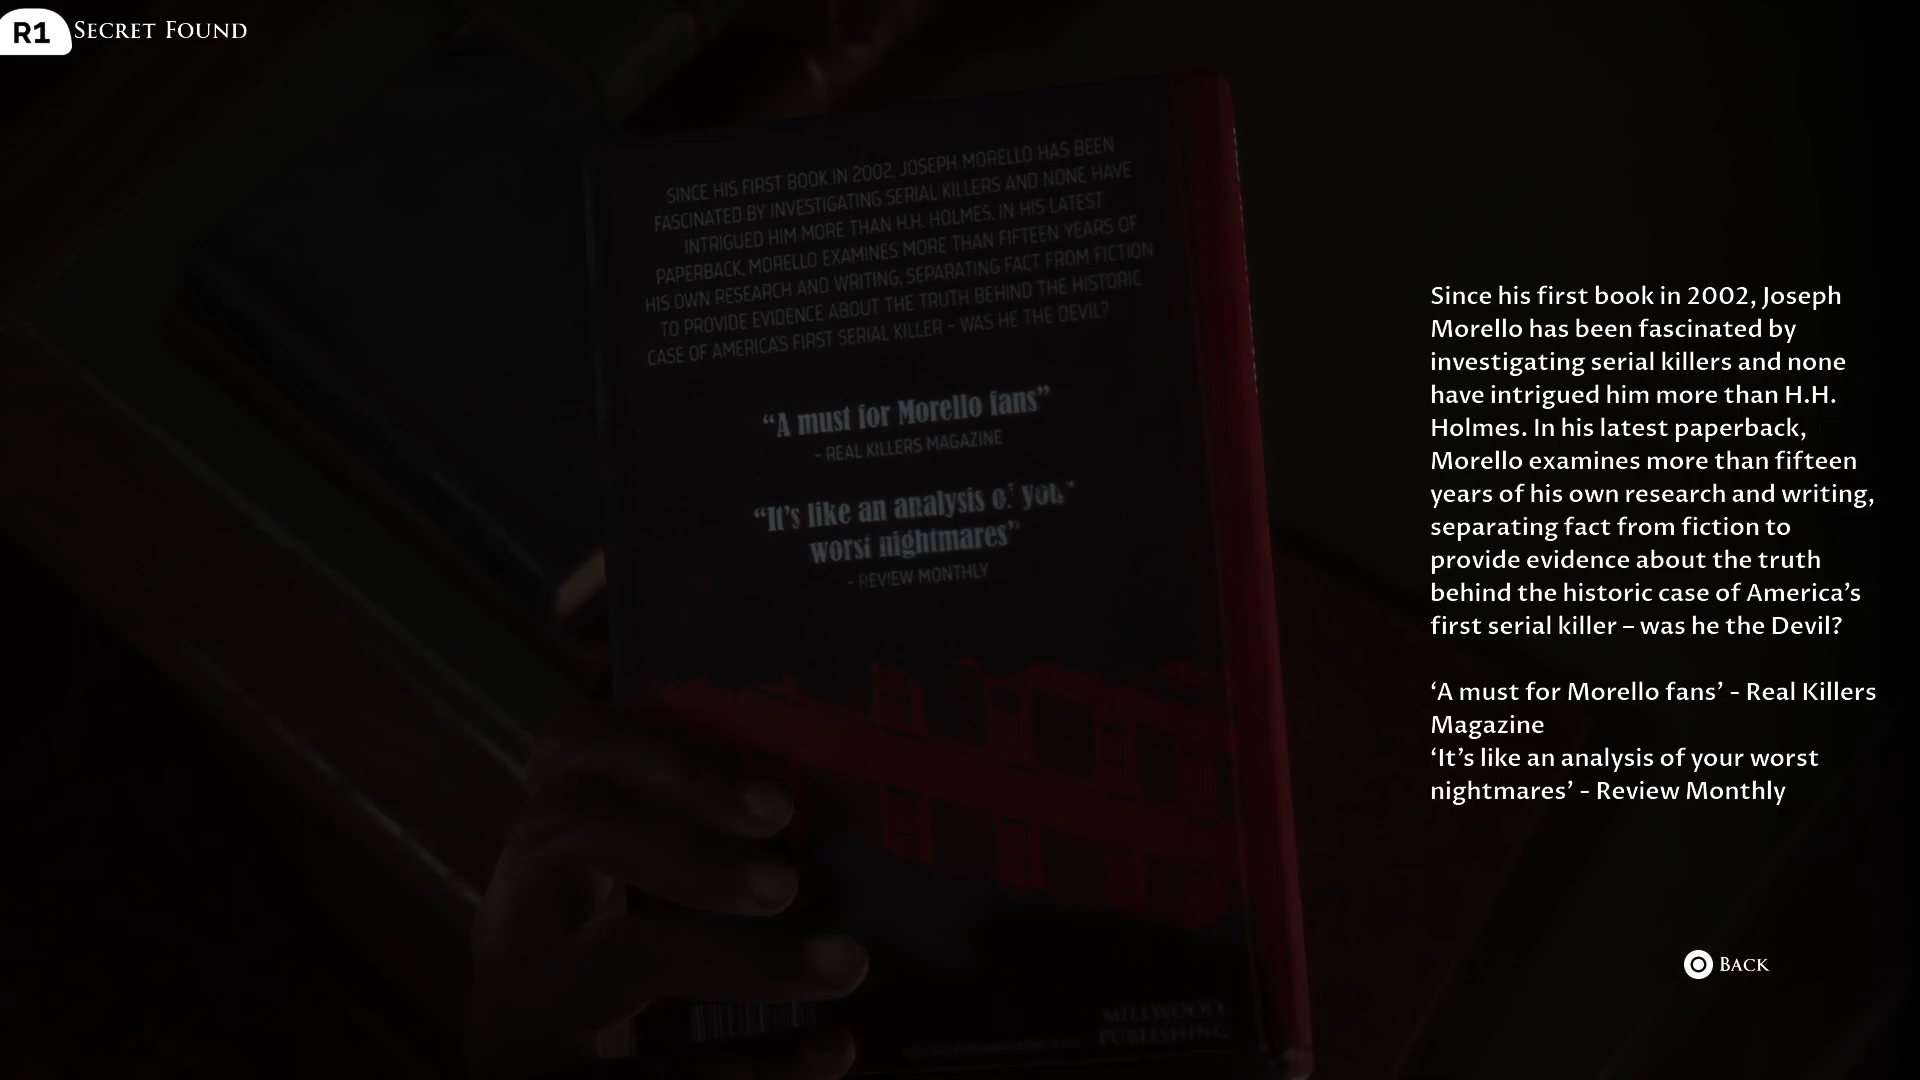 R1 Secret Found
SINCE HIS FIRST BOOK IN 2002, JOSEPH MORELLO HAS BEEN
FASCINATED BY INVESTIGATING SERIAL KILLERS AND NONE HAVE
INTRIGUED HIM MORE THAN H.H. HOLMES. IN HIS LATEST
PAPERBACK, MORELLO EXAMINES MORE THAN FIFTEEN YEARS OF
HIS OWN RESEARCH AND WRITING, SEPARATING FACT FROM FICTION
TO PROVIDE EVIDENCE ABOUT THE TRUTH BEHIND THE HISTORIC
CASE OF AMERICA'S FIRST SERIAL KILLER – WAS HE THE DEVIL?
“A must for Morello fans”
- REAL KILLERS MAGAZINE
“It's like an analysis of your
worst nightmares”
- REVIEW MONTHLY
MILLWOOD
PUBLISHING
Since his first book in 2002, Joseph
Morello has been fascinated by
investigating serial killers and none
have intrigued him more than H.H.
Holmes. In his latest paperback,
Morello examines more than fifteen
years of his own research and writing,
separating fact from fiction to
provide evidence about the truth
behind the historic case of America’s
first serial killer – was he the Devil?
‘A must for Morello fans’ - Real Killers
Magazine
‘It’s like an analysis of your worst
nightmares’ - Review Monthly
Back